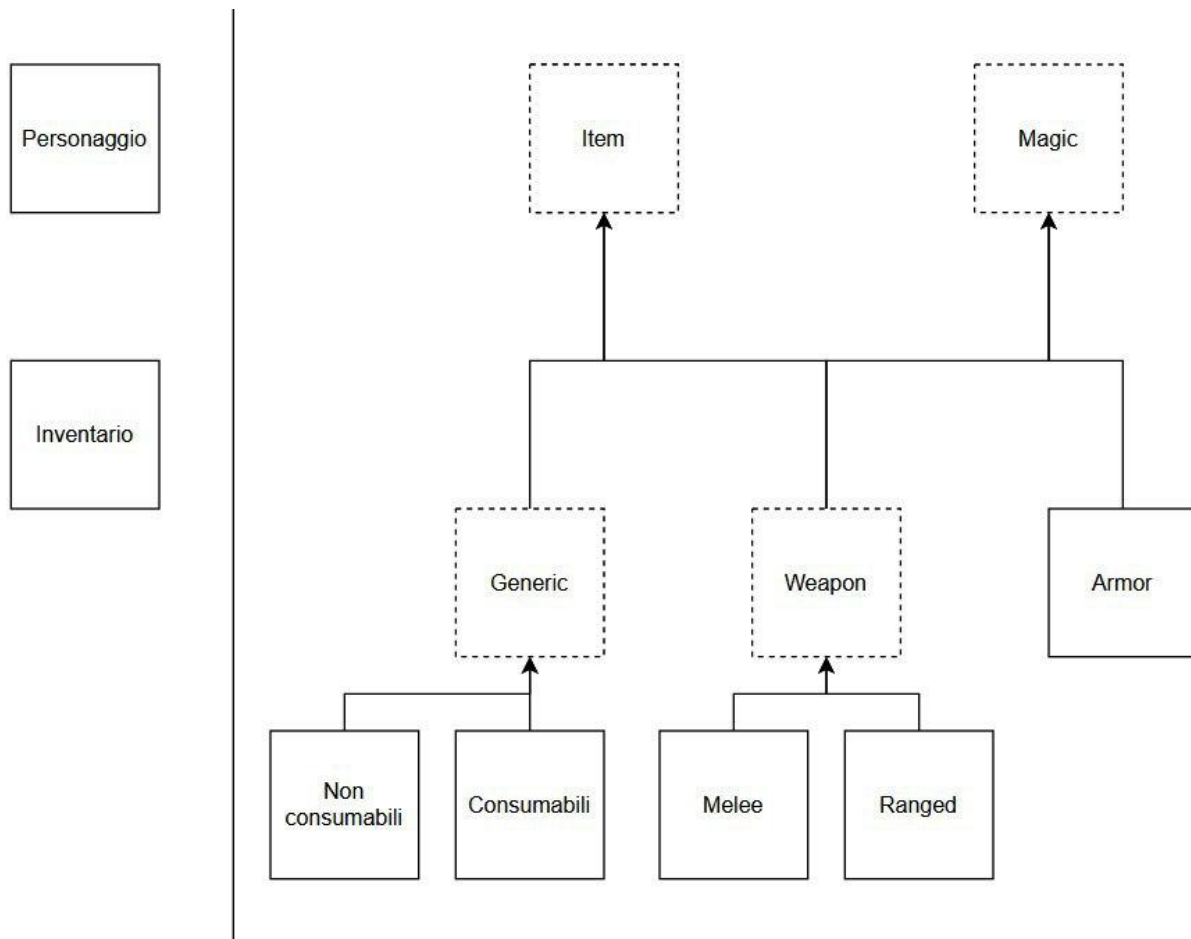 Personaggio
Item
Magic
Inventario
Generic
Weapon
Armor
Non
consumabili
Consumabili
Melee
Ranged